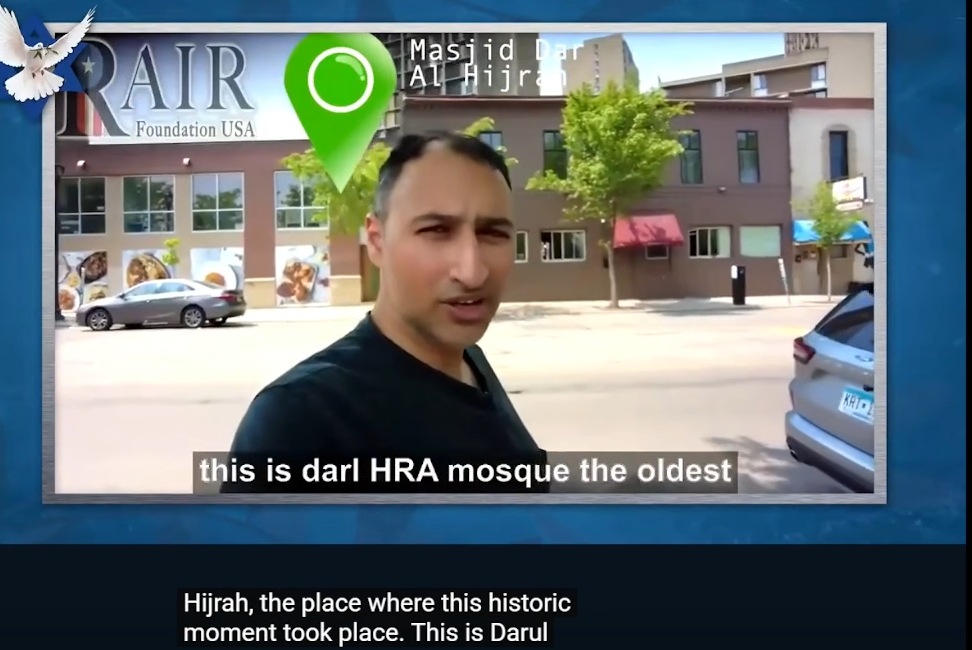 RAIR
Foundation USA
Masjid Dar
Al Hijrah
this is darl HRA mosque the oldest
Hijrah, the place where this historic
moment took place. This is Darul